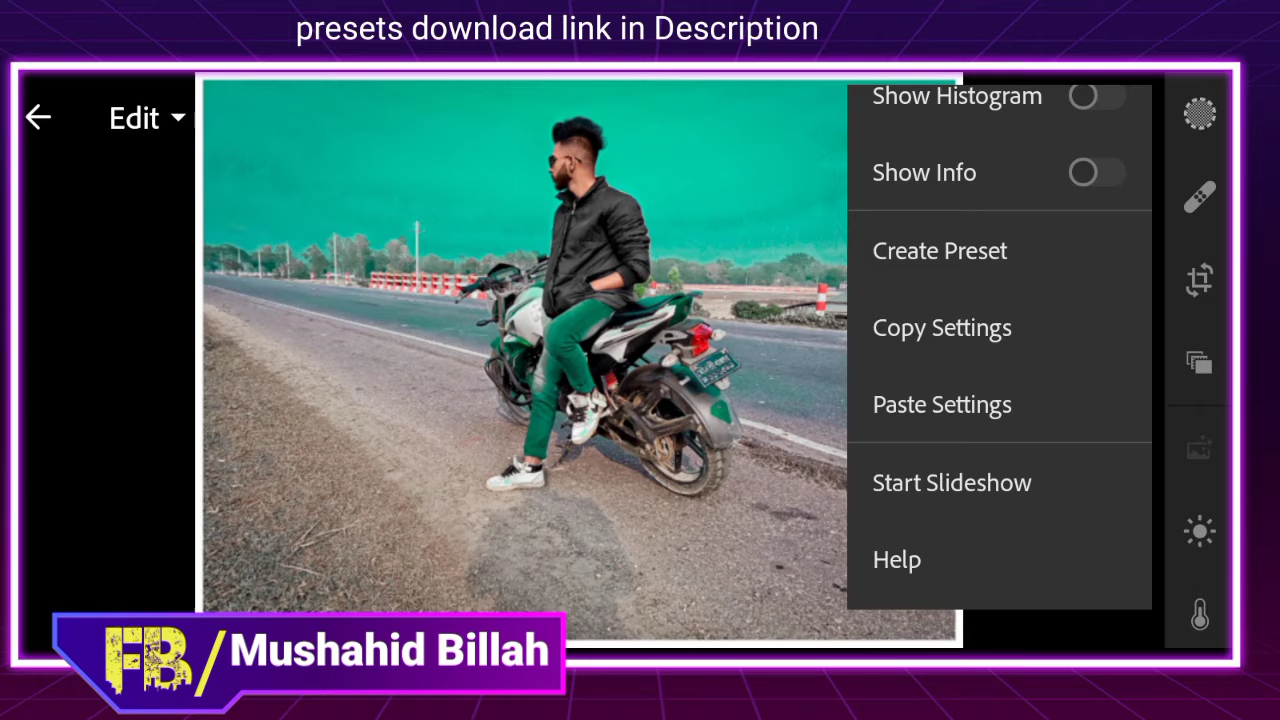 presets download link in Description
Edit
Show Histogram
Show Info
Create Preset
Copy Settings
Paste Settings
Start Slideshow
Help
FB/Mushahid Billah